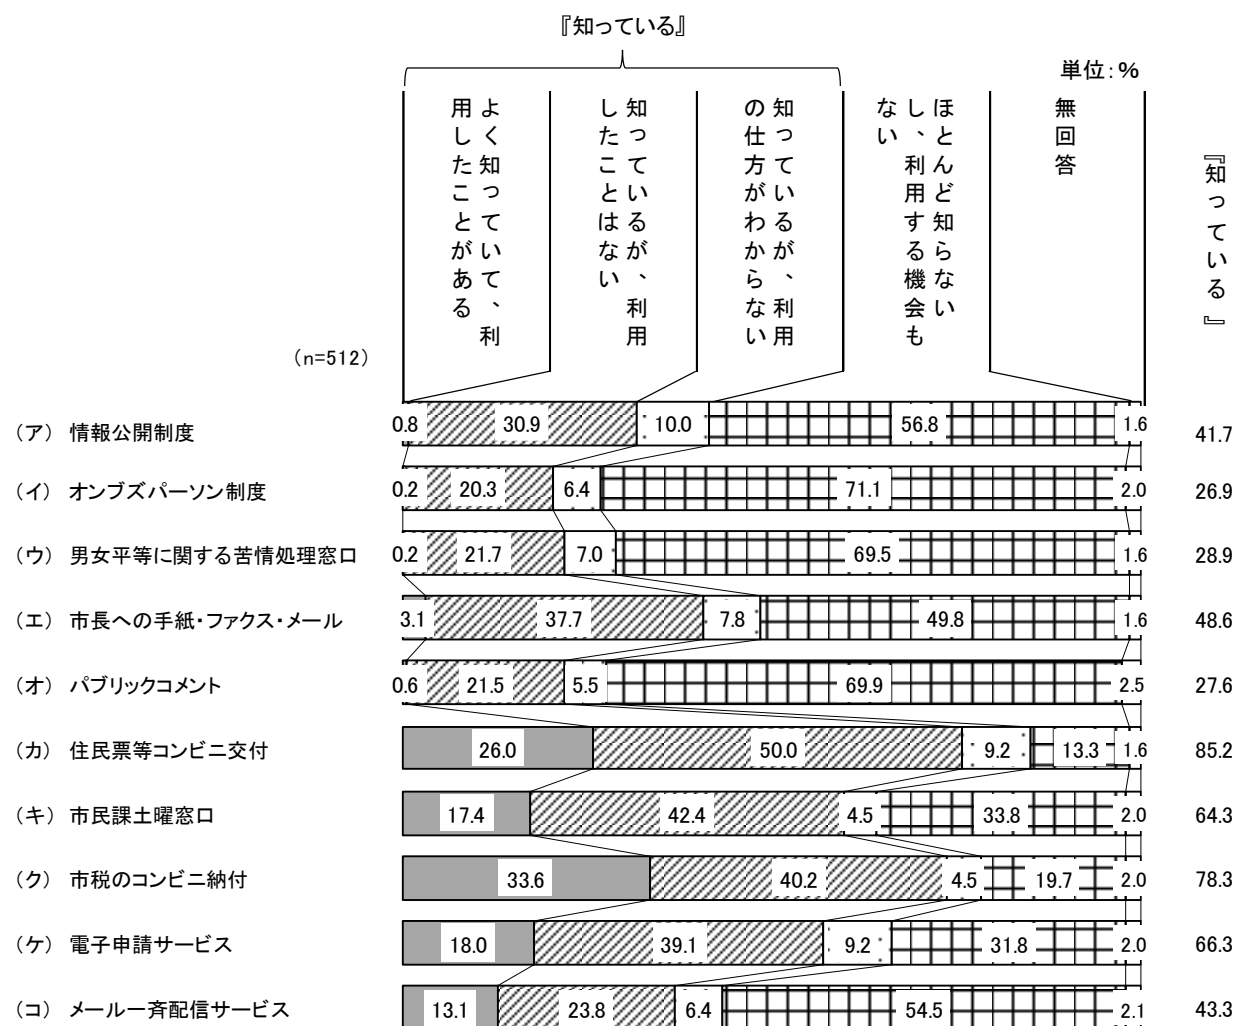 『知っている』
単位:%
よく知っていて、利
用したことがある
知っているが、利用
したことはない
知っているが、利用
の仕方がわからない
ほとんど知らない
し、利用する機会も
ない
無回答
『知っている』
(n=512)
(ア) 情報公開制度 0.8 30.9 10.0 56.8 1.6 41.7
(イ) オンブズパーソン制度 0.2 20.3 6.4 71.1 2.0 26.9
(ウ) 男女平等に関する苦情処理窓口 0.2 21.7 7.0 69.5 1.6 28.9
(エ) 市長への手紙・ファクス・メール 3.1 37.7 7.8 49.8 1.6 48.6
(オ) パブリックコメント 0.6 21.5 5.5 69.9 2.5 27.6
(カ) 住民票等コンビニ交付 26.0 50.0 9.2 13.3 1.6 85.2
(キ) 市民課土曜窓口 17.4 42.4 4.5 33.8 2.0 64.3
(ク) 市税のコンビニ納付 33.6 40.2 4.5 19.7 2.0 78.3
(ケ) 電子申請サービス 18.0 39.1 9.2 31.8 2.0 66.3
(コ) メール一斉配信サービス 13.1 23.8 6.4 54.5 2.1 43.3